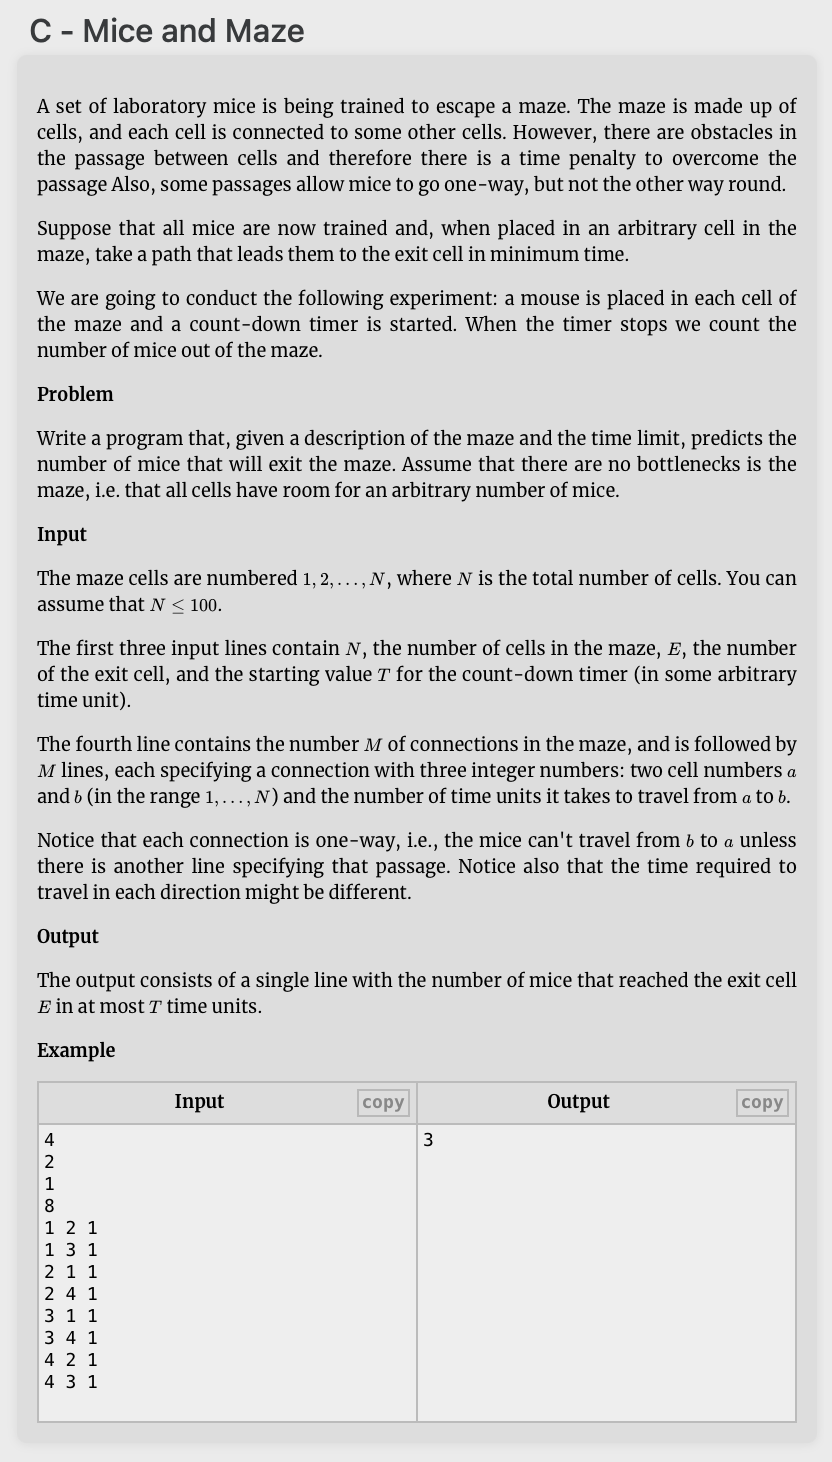 C - Mice and Maze
A set of laboratory mice is being trained to escape a maze. The maze is made up of
cells, and each cell is connected to some other cells. However, there are obstacles in
the passage between cells and therefore there is a time penalty to overcome the
passage Also, some passages allow mice to go one-way, but not the other way round.
Suppose that all mice are now trained and, when placed in an arbitrary cell in the
maze, take a path that leads them to the exit cell in minimum time.
We are going to conduct the following experiment: a mouse is placed in each cell of
the maze and a count-down timer is started. When the timer stops we count the
number of mice out of the maze.
Problem
Write a program that, given a description of the maze and the time limit, predicts the
number of mice that will exit the maze. Assume that there are no bottlenecks is the
maze, i.e. that all cells have room for an arbitrary number of mice.
Input
The maze cells are numbered 1, 2, . . . , N, where N is the total number of cells. You can
assume that N ≤ 100.
The first three input lines contain N, the number of cells in the maze, E, the number
of the exit cell, and the starting value T for the count-down timer (in some arbitrary
time unit).
The fourth line contains the number M of connections in the maze, and is followed by
M lines, each specifying a connection with three integer numbers: two cell numbers a
and b (in the range 1, . . . , N) and the number of time units it takes to travel from a to b.
Notice that each connection is one-way, i.e., the mice can't travel from b to a unless
there is another line specifying that passage. Notice also that the time required to
travel in each direction might be different.
Output
The output consists of a single line with the number of mice that reached the exit cell
E in at most T time units.
Example
Input copy Output copy
4 3
2
1
8
1 2 1
1 3 1
2 1 1
2 4 1
3 1 1
3 4 1
4 2 1
4 3 1